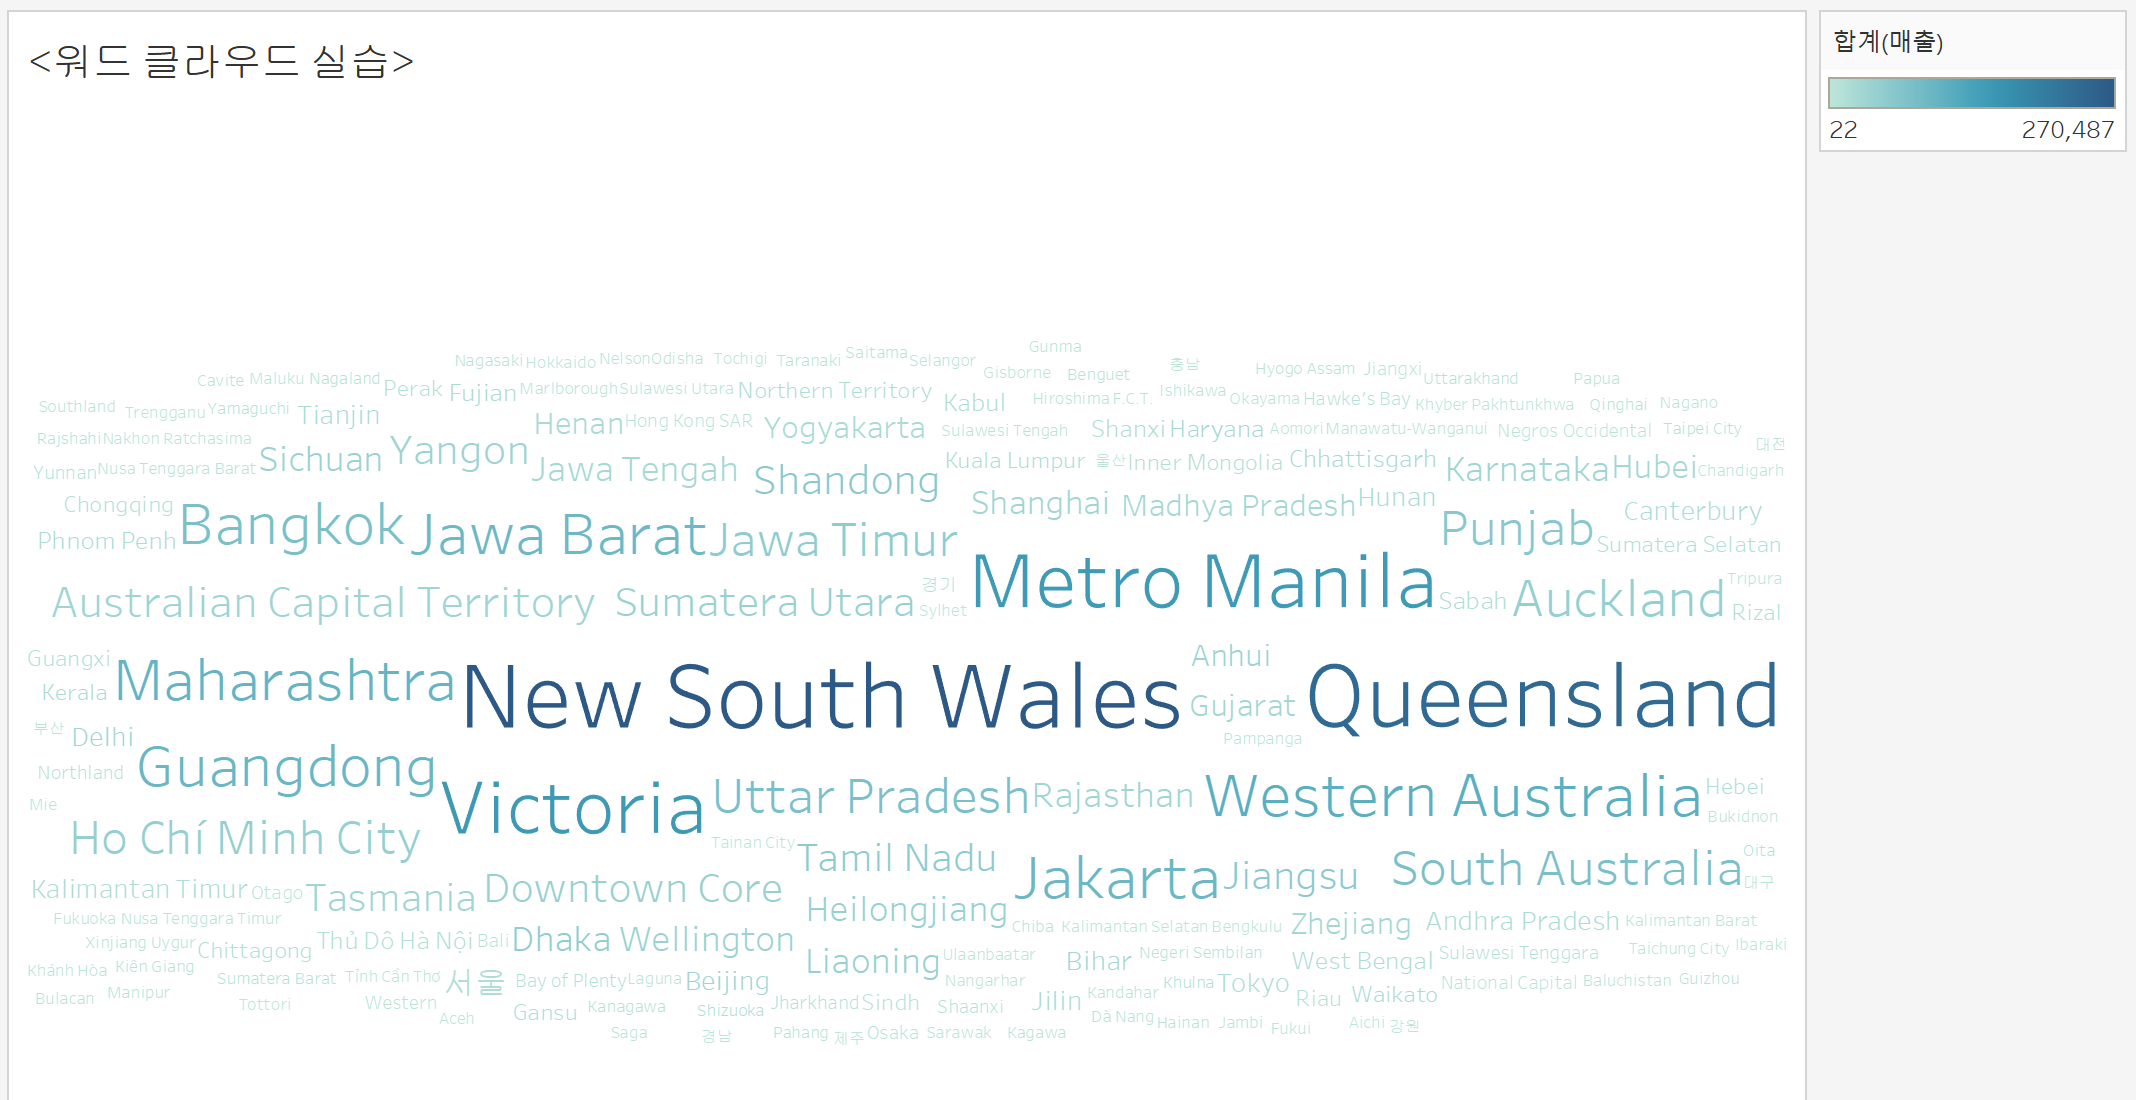 <워드 클라우드 실습>
합계(매출)
22 270,487
Gunma
Nagasaki Hokkaido Nelson Odisha Tochigi Taranaki Saitama Selangor 충남
Gisborne Benguet Hyogo Assam Jiangxi Uttarakhand Papua
Cavite Maluku Nagaland Perak Fujian Marlborough Sulawesi Utara Northern Territory Ishikawa
Southland Trengganu Yamaguchi Tianjin Kabul Hiroshima F.C.T. Okayama Hawke's Bay Khyber Pakhtunkhwa Qinghai Nagano
Henan Hong Kong SAR Yogyakarta Sulawesi Tengah Shanxi Haryana Aomori Manawatu-Wanganui Negros Occidental Taipei City
Rajshahi Nakhon Ratchasima Sichuan Yangon 대전
Yunnan Nusa Tenggara Barat Jawa Tengah Shandong Kuala Lumpur 울산 Inner Mongolia Chhattisgarh Karnataka Hubei Chandigarh
Chongqing Shanghai Madhya Pradesh Hunan Canterbury
Phnom Penh Bangkok Jawa Barat Jawa Timur Punjab Sumatera Selatan
경기 Metro Manila Tripura
Australian Capital Territory Sumatera Utara Sylhet Sabah Auckland Rizal
Guangxi Anhui
Kerala Maharashtra New South Wales Gujarat Queensland
부산 Delhi Pampanga
Northland Guangdong Hebei
Mie Victoria Uttar Pradesh Rajasthan Western Australia Bukidnon
Ho Chí Minh City Tainan City Tamil Nadu Oita
Jakarta Jiangsu South Australia 대구
Kalimantan Timur Otago Tasmania Downtown Core
Fukuoka Nusa Tenggara Timur Heilongjiang Chiba Kalimantan Selatan Bengkulu Zhejiang Andhra Pradesh Kalimantan Barat
Xinjiang Uygur Chittagong Thủ Dô Hà Nội Bali Dhaka Wellington Taichung City Ibaraki
Khánh Hòa Kiên Giang Liaoning Ulaanbaatar Bihar Negeri Sembilan West Bengal Sulawesi Tenggara
Sumatera Barat Tỉnh Cần Thơ 서울 Bay of Plenty Laguna Beijing Nangarhar Khulna Tokyo National Capital Baluchistan Guizhou
Bulacan Manipur Kandahar Riau Waikato
Tottori Western Gansu Kanagawa Shizuoka Jharkhand Sindh Shaanxi Jilin
Aceh Dà Nang Hainan Jambi Fukui Aichi 강원
Saga 경남 Pahang 제주 Osaka Sarawak Kagawa